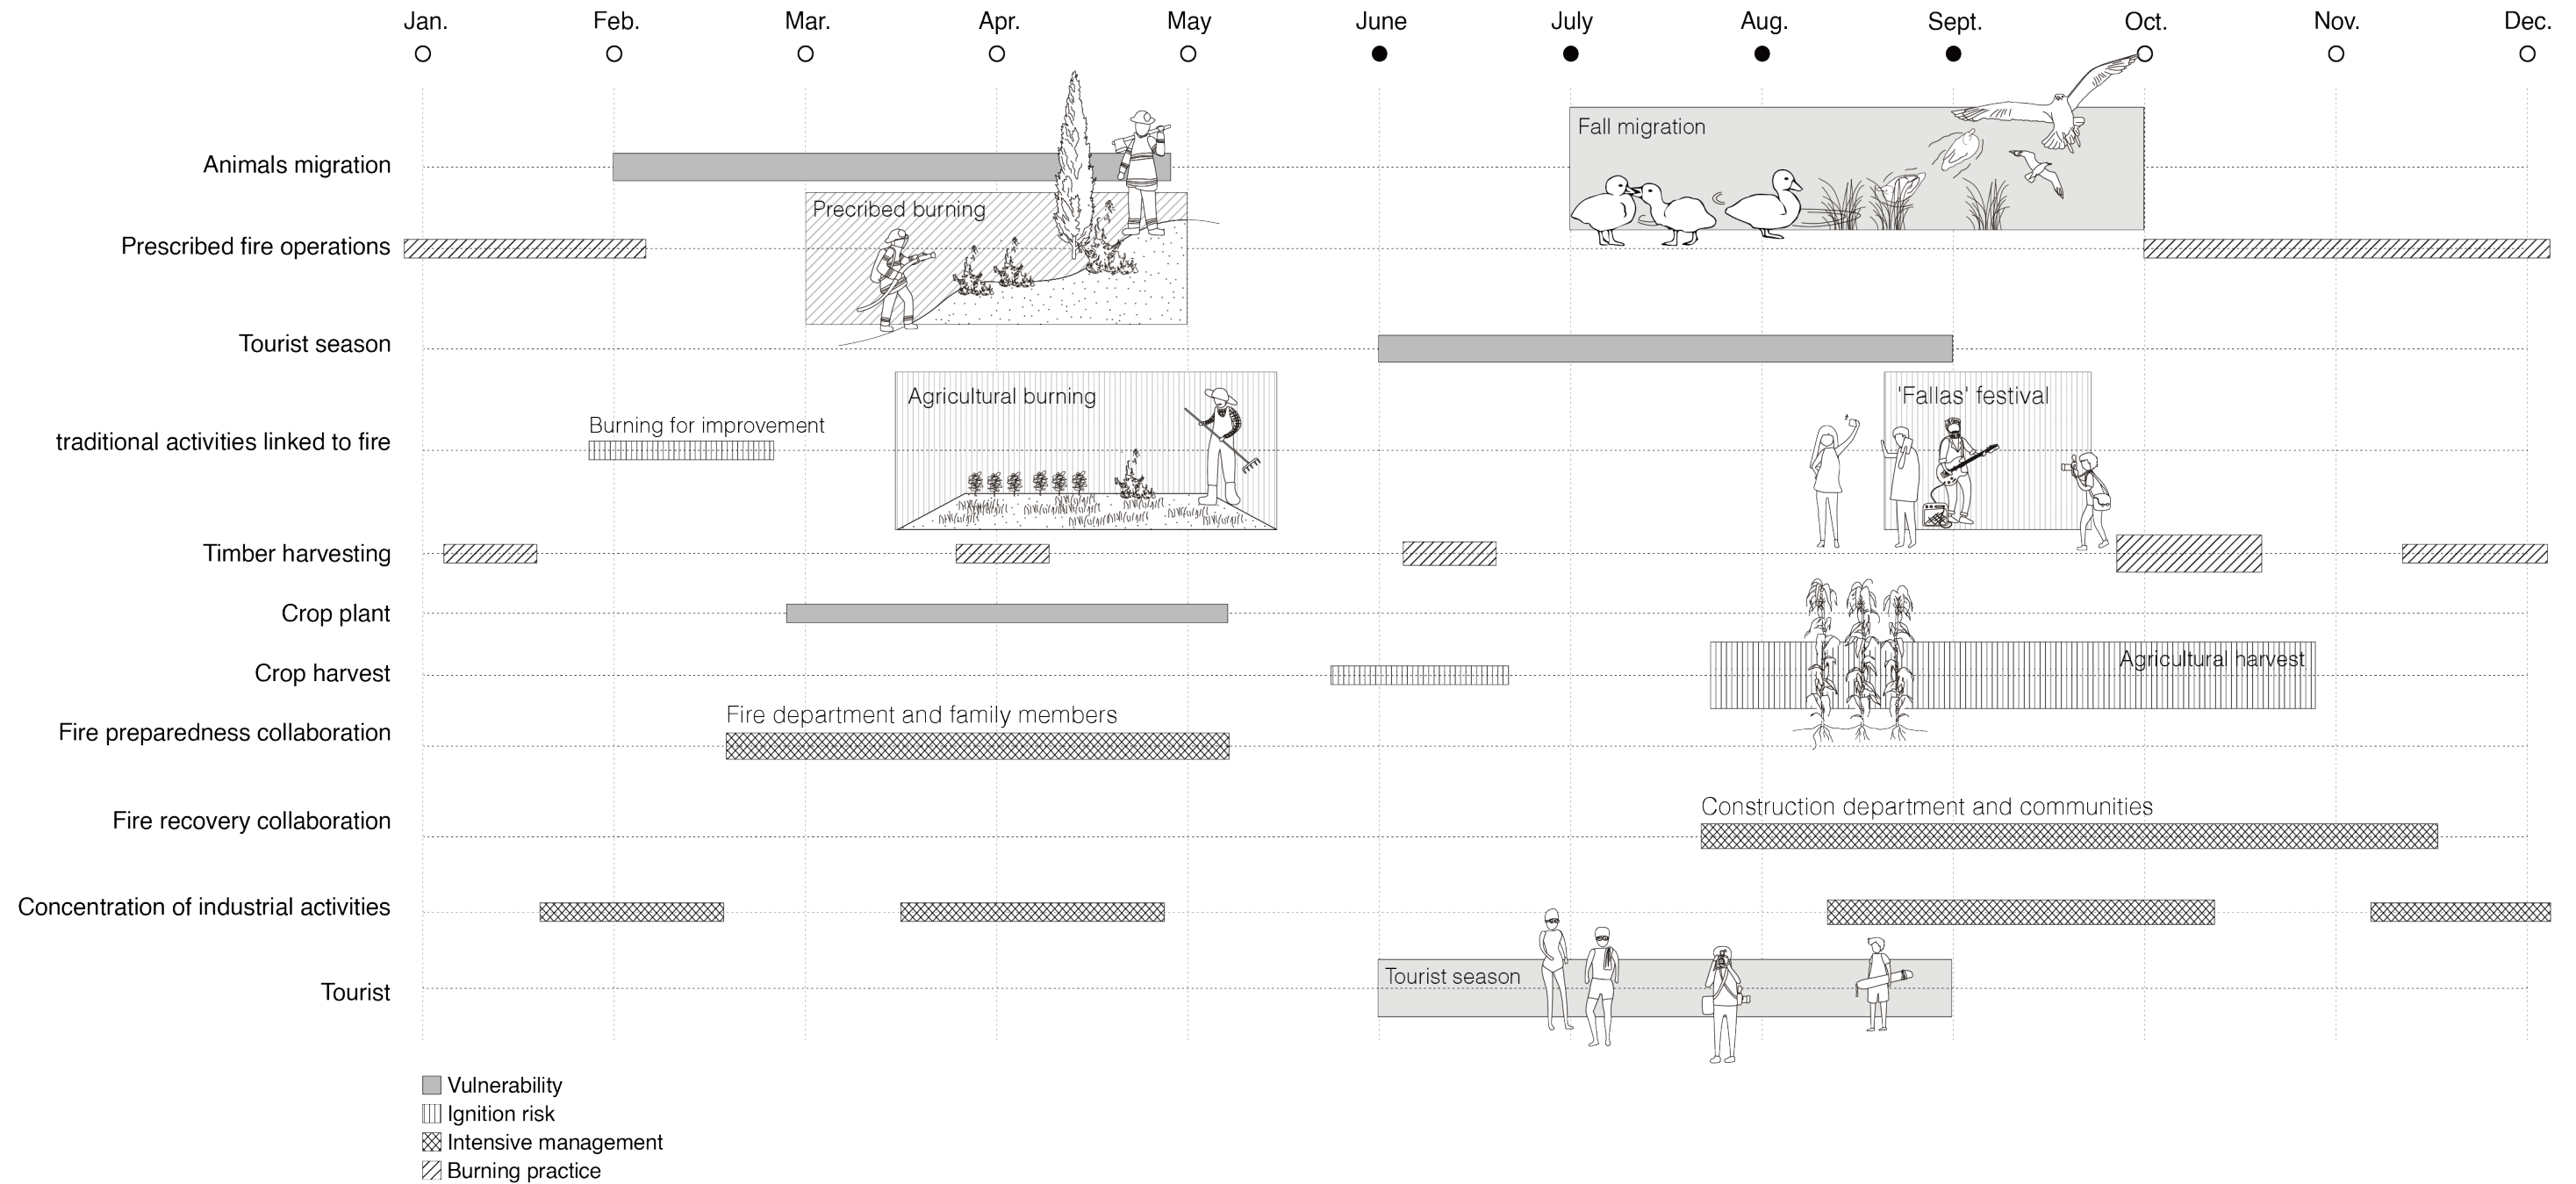 Jan. Feb. Mar. Apr. May June July Aug. Sept. Oct. Nov. Dec.
Fall migration
Animals migration
Precribed burning
Prescribed fire operations
Tourist season
Agricultural burning
'Fallas' festival
Burning for improvement
traditional activities linked to fire
Timber harvesting
Crop plant
Agricultural harvest
Crop harvest
Fire department and family members
Fire preparedness collaboration
Construction department and communities
Fire recovery collaboration
Concentration of industrial activities
Tourist season
Tourist
Vulnerability
Ignition risk
Intensive management
Burning practice